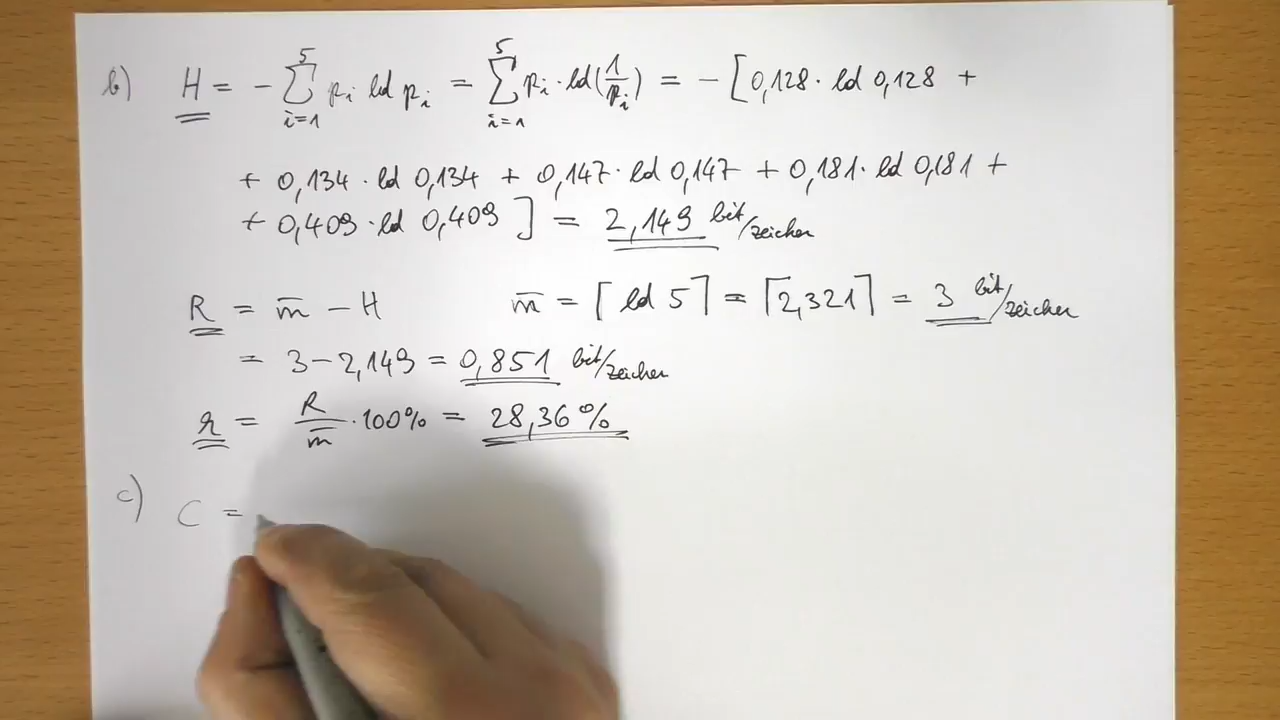 b) H = - ∑_{i=1}^{5} p_i ld p_i = ∑_{i=1}^{5} p_i · ld(1/p_i) = - [0,128 · ld 0,128 +
+ 0,134 · ld 0,134 + 0,147 · ld 0,147 + 0,181 · ld 0,181 +
+ 0,409 · ld 0,409 ] = 2,149 bit/zeichen
R = m̅ - H m̅ = ⌈ ld 5 ⌉ = ⌈2,321⌉ = 3 bit/zeichen
= 3 - 2,149 = 0,851 bit/zeichen
r = R/m̅ · 100% = 28,36 %
c) C =